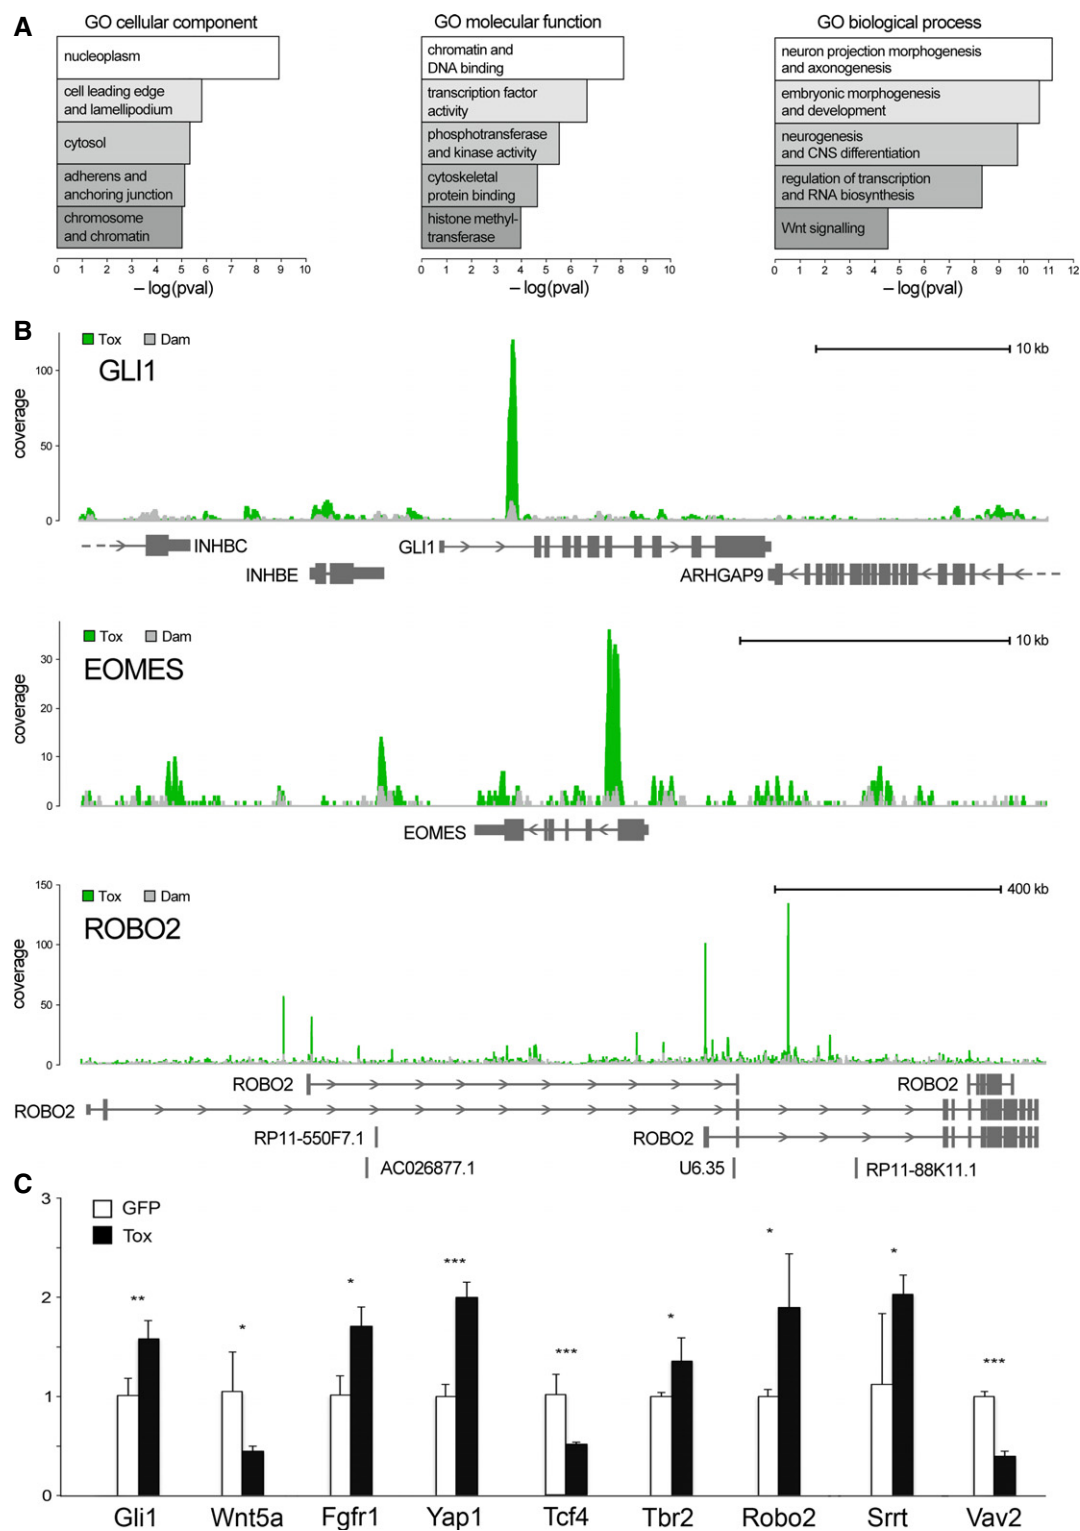 A
GO cellular component
nucleoplasm
cell leading edge
and lamellipodium
cytosol
adherens and
anchoring junction
chromosome
and chromatin
0 1 2 3 4 5 6 7 8 9 10
– log(pval)
GO molecular function
chromatin and
DNA binding
transcription factor
activity
phosphotransferase
and kinase activity
cytoskeletal
protein binding
histone methyl-
transferase
0 1 2 3 4 5 6 7 8 9 10
– log(pval)
GO biological process
neuron projection morphogenesis
and axonogenesis
embryonic morphogenesis
and development
neurogenesis
and CNS differentiation
regulation of transcription
and RNA biosynthesis
Wnt signalling
0 1 2 3 4 5 6 7 8 9 10 11 12
–log(pval)
B
Tox Dam
GLI1
10 kb
coverage
100
50
0
INHBC
GLI1
INHBE
ARHGAP9
Tox Dam
EOMES
10 kb
coverage
30
20
10
0
EOMES
150
Tox Dam
ROBO2
400 kb
coverage
100
50
0
ROBO2
ROBO2
ROBO2
RP11-550F7.1
ROBO2
AC026877.1
U6.35
RP11-88K11.1
C
3
2
1
0
GFP
Tox
** * * *** *** * * * ***
Gli1 Wnt5a Fgfr1 Yap1 Tcf4 Tbr2 Robo2 Srrt Vav2